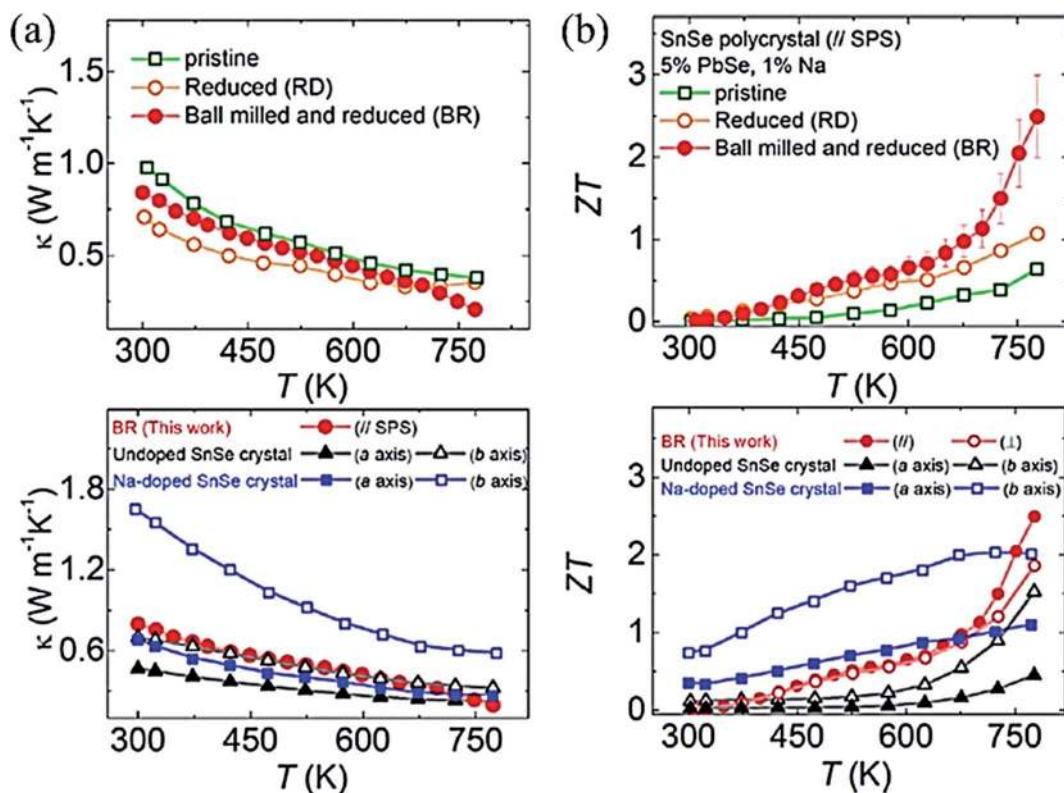 (a)
κ (W m⁻¹K⁻¹)
1.5
1.0
0.5
pristine
Reduced (RD)
Ball milled and reduced (BR)
300 450 600 750
T (K)
(b)
ZT
3
2
1
0
SnSe polycrystal (// SPS)
5% PbSe, 1% Na
pristine
Reduced (RD)
Ball milled and reduced (BR)
300 450 600 750
T (K)
κ (W m⁻¹K⁻¹)
1.8
1.2
0.6
BR (This work) (// SPS)
Undoped SnSe crystal (a axis) (b axis)
Na-doped SnSe crystal (a axis) (b axis)
300 450 600 750
T (K)
ZT
3
2
1
0
BR (This work) (//) (⊥)
Undoped SnSe crystal (a axis) (b axis)
Na-doped SnSe crystal (a axis) (b axis)
300 450 600 750
T (K)